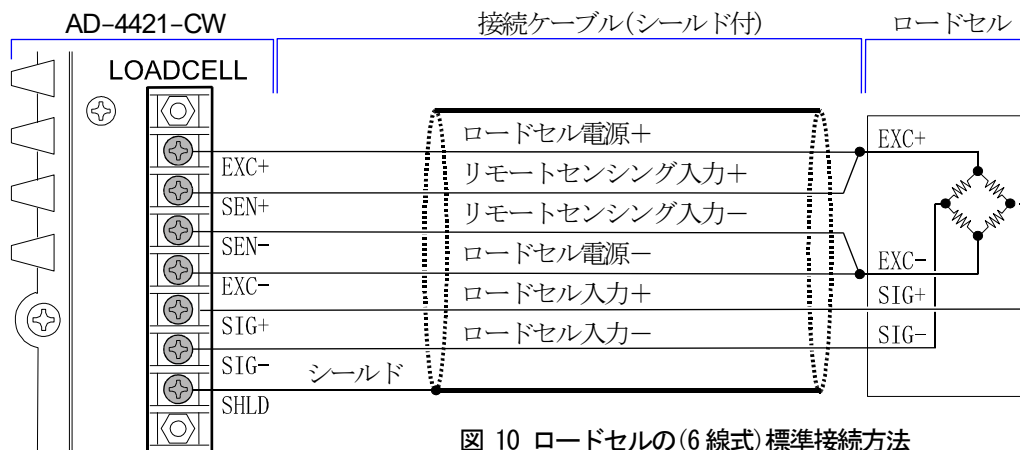 AD-4421-CW
接続ケーブル(シールド付)
ロードセル
LOADCELL
ロードセル電源+
EXC+
EXC+
リモートセンシング入力+
SEN+
リモートセンシング入力-
SEN-
ロードセル電源-
EXC-
EXC-
ロードセル入力+
SIG+
SIG+
ロードセル入力-
SIG-
SIG-
シールド
SHLD
図 10 ロードセルの(6 線式)標準接続方法